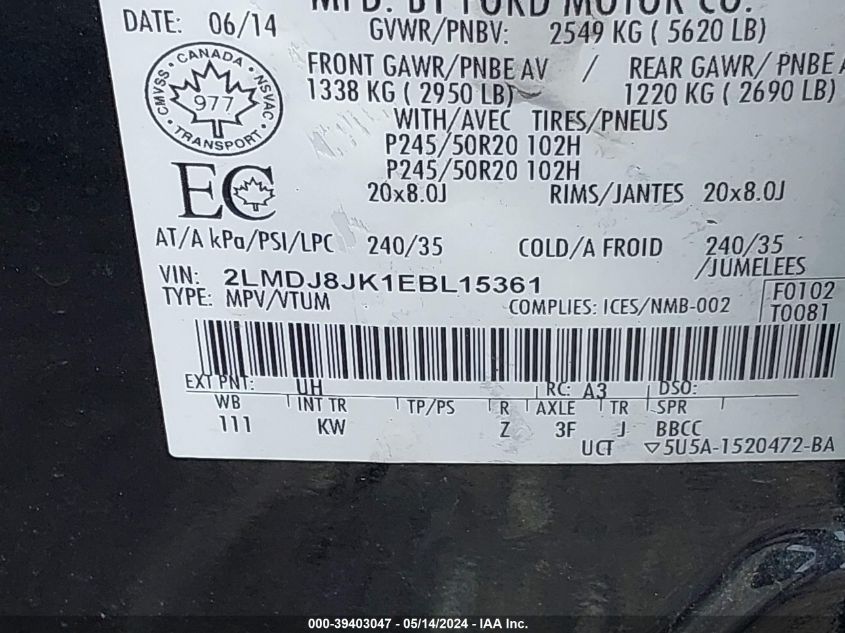 MFD. BY FORD MOTOR CO.
DATE: 06/14 GVWR/PNBV: 2549 KG ( 5620 LB)
FRONT GAWR/PNBE AV / REAR GAWR/ PNBE A
1338 KG ( 2950 LB) 1220 KG ( 2690 LB)
CANADA
CMVSS NSVAC
977
TRANSPORT
WITH/AVEC TIRES/PNEUS
P245/50R20 102H
P245/50R20 102H
EC
20x8.0J RIMS/JANTES 20x8.0J
AT/A kPa/PSI/LPC 240/35 COLD/A FROID 240/35
/JUMELEES
VIN: 2LMDJ8JK1EBL15361
TYPE: MPV/VTUM COMPLIES: ICES/NMB-002
F0102
T0081
EXT PNT: UH RC: A3 DSO:
WB INT TR TP/PS R AXLE TR SPR
111 KW Z 3F J BBCC
UCT 5U5A-1520472-BA
000-39403047 - 05/14/2024 - IAA Inc.